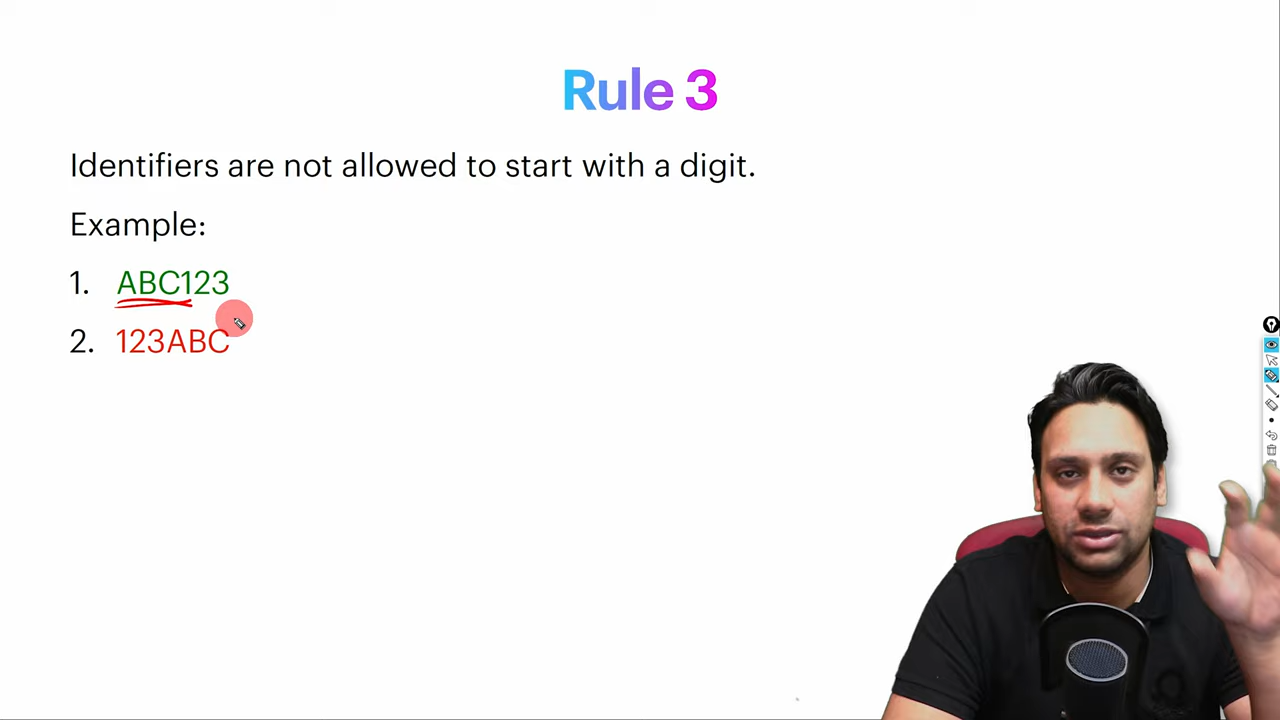 Rule 3
Identifiers are not allowed to start with a digit.
Example:
1. ABC123
2. 123ABC